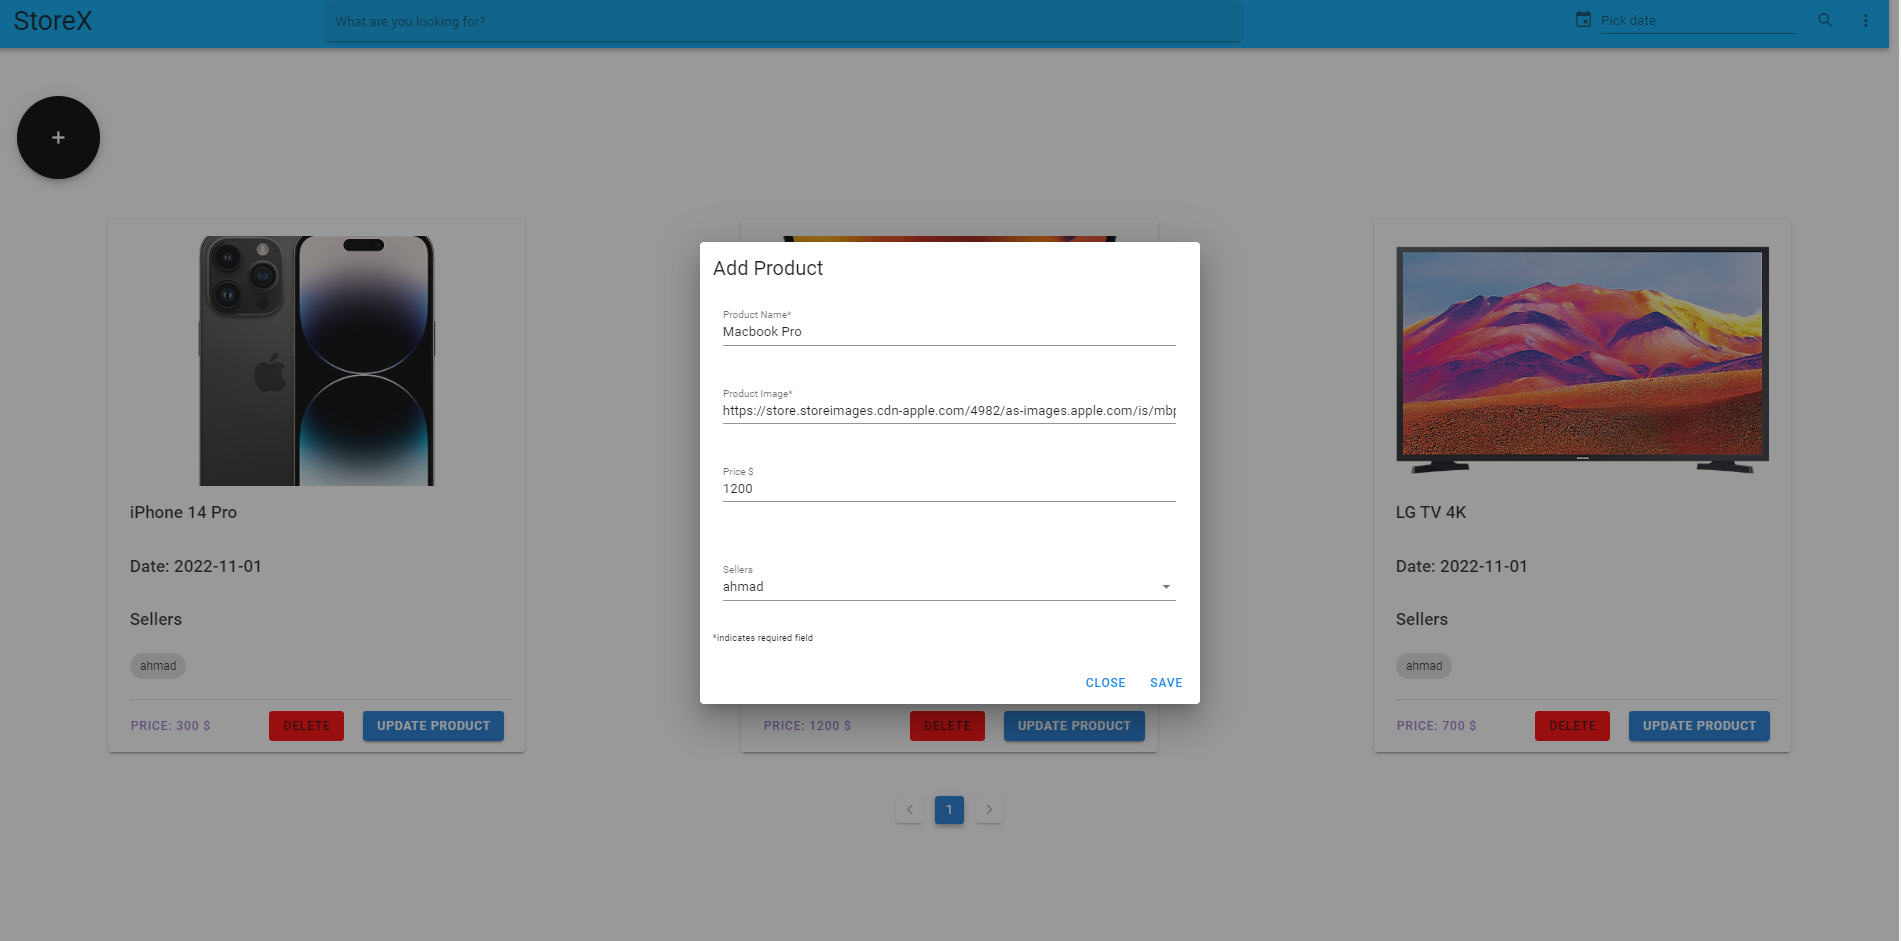 StoreX
What are you looking for?
Pick date
+
Add Product
Product Name*
Macbook Pro
Product Image*
https://store.storeimages.cdn-apple.com/4982/as-images.apple.com/is/mbp
Price $
1200
Sellers
ahmad
*indicates required field
CLOSE SAVE
iPhone 14 Pro
Date: 2022-11-01
Sellers
ahmad
PRICE: 300 $ DELETE UPDATE PRODUCT
PRICE: 1200 $ DELETE UPDATE PRODUCT
LG TV 4K
Date: 2022-11-01
Sellers
ahmad
PRICE: 700 $ DELETE UPDATE PRODUCT
1